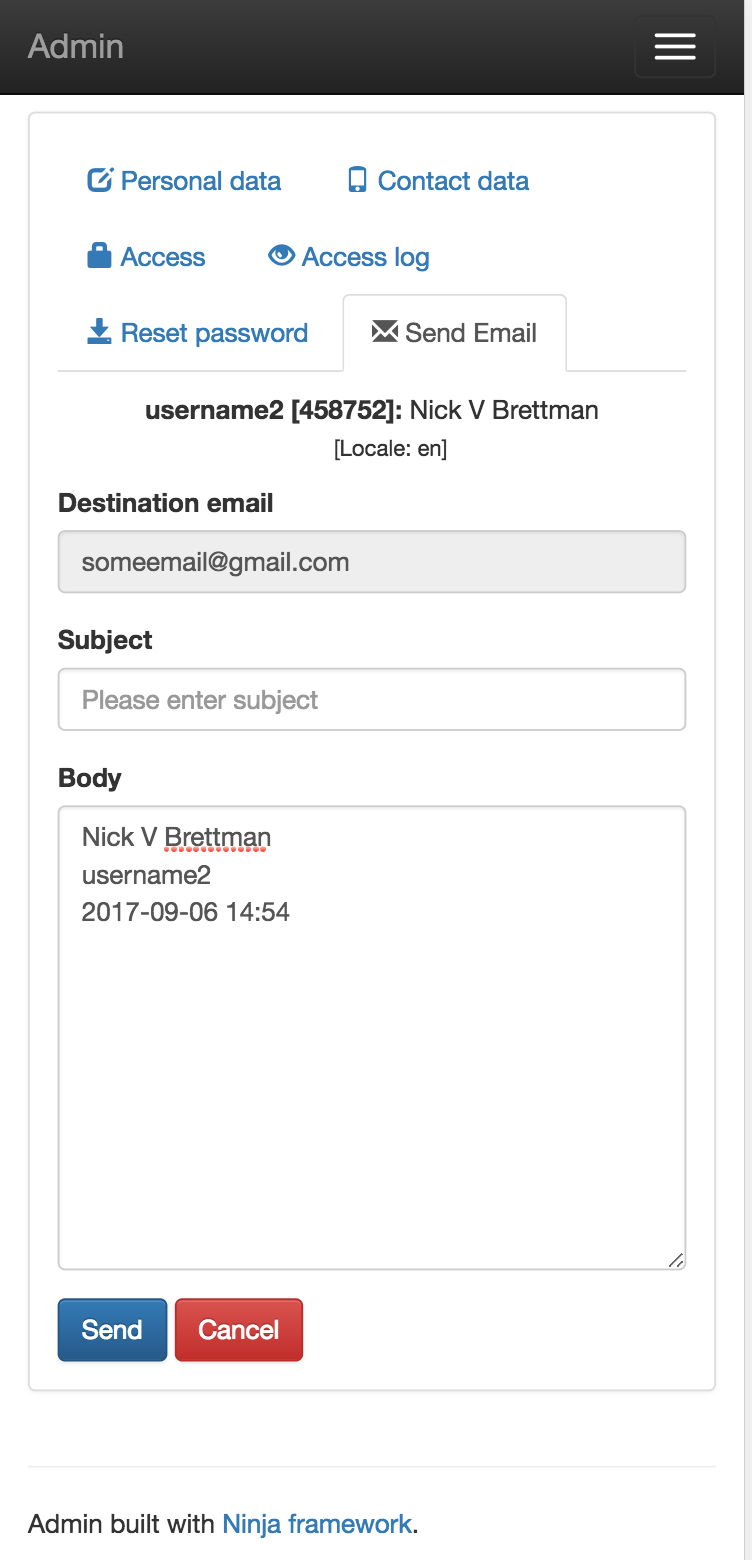 Admin
Personal data Contact data
Access Access log
Reset password Send Email
username2 [458752]: Nick V Brettman
[Locale: en]
Destination email
someemail@gmail.com
Subject
Please enter subject
Body
Nick V Brettman
username2
2017-09-06 14:54
Send Cancel
Admin built with Ninja framework.